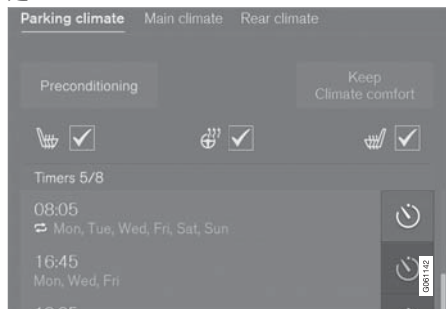 Parking climate Main climate Rear climate
Preconditioning
Keep
Climate comfort
Timers 5/8
08:05
Mon, Tue, Wed, Fri, Sat, Sun
16:45
Mon, Wed, Fri
G061142